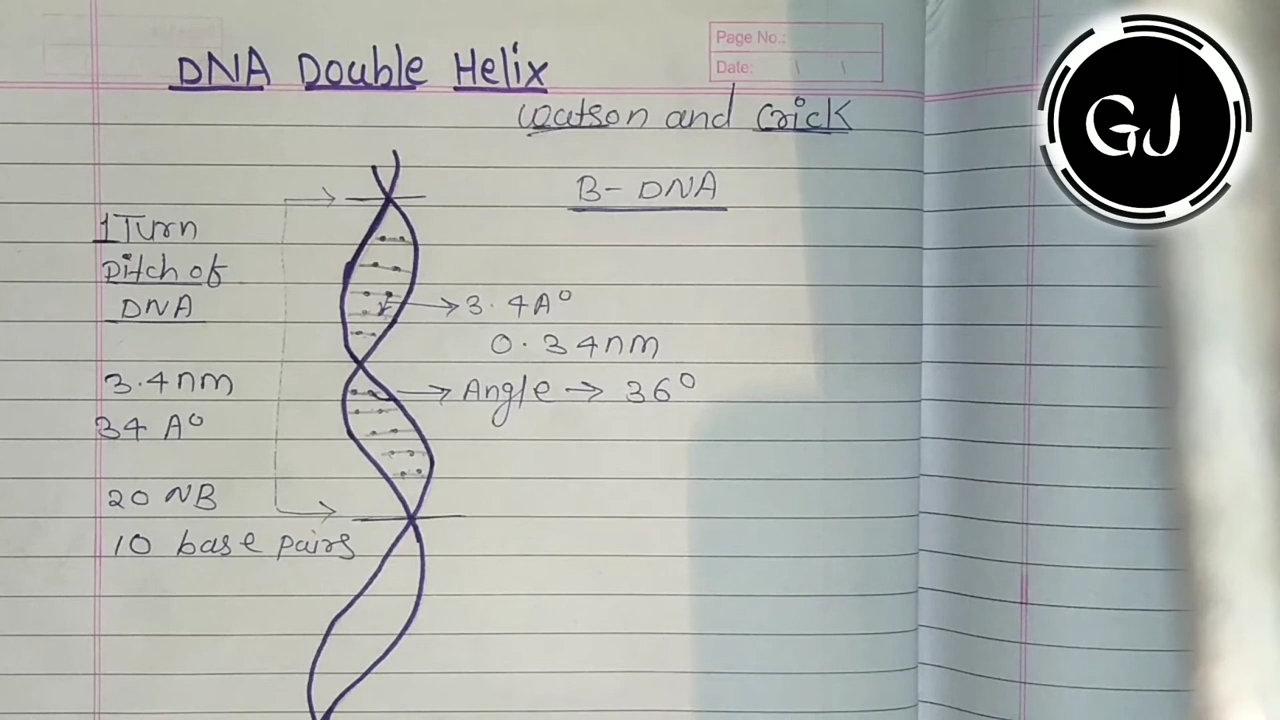 Page No.:
Date:
DNA Double Helix
Watson and Crick
GJ
B-DNA
1 Turn
Pitch of
DNA
3.4A°
0.34nm
3.4nm
Angle → 36°
34 A°
20 NB
10 base pairs